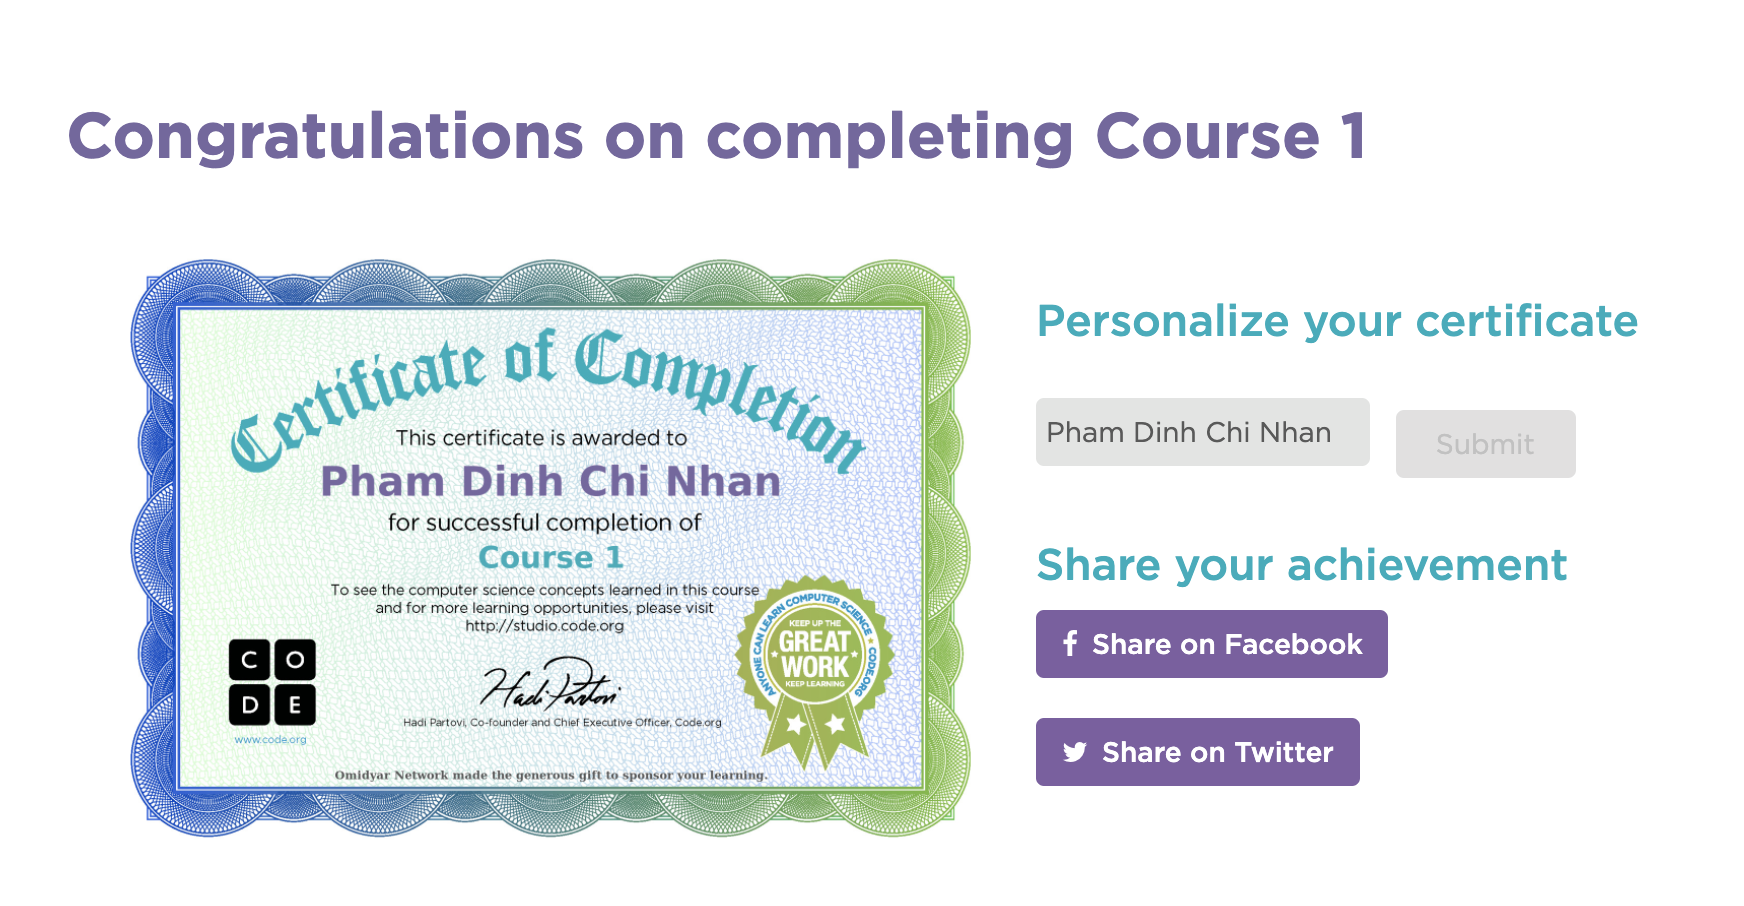 Congratulations on completing Course 1
Certificate of Completion
This certificate is awarded to
Pham Dinh Chi Nhan
for successful completion of
Course 1
To see the computer science concepts learned in this course
and for more learning opportunities, please visit
http://studio.code.org
C O
D E
www.code.org
Hadi Partovi
Hadi Partovi, Co-founder and Chief Executive Officer, Code.org
ANYONE CAN LEARN COMPUTER SCIENCE • CODE.ORG
KEEP UP THE
GREAT
WORK
KEEP LEARNING
Omidyar Network made the generous gift to sponsor your learning.
Personalize your certificate
Pham Dinh Chi Nhan
Submit
Share your achievement
f Share on Facebook
Share on Twitter